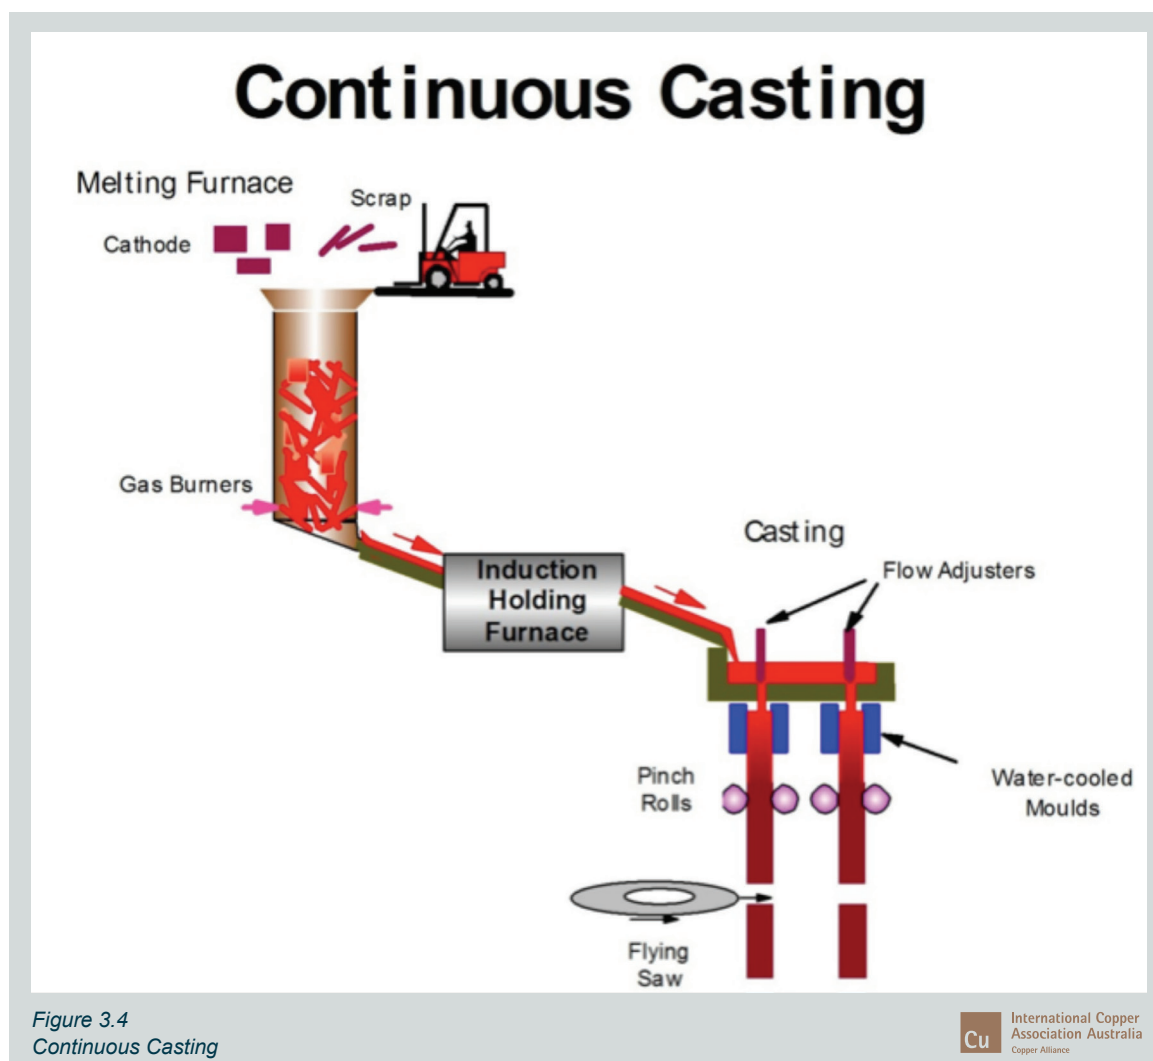 Continuous Casting
Melting Furnace
Scrap
Cathode
Gas Burners
Casting
Flow Adjusters
Induction
Holding
Furnace
Pinch
Rolls
Water-cooled
Moulds
Flying
Saw
Figure 3.4
Continuous Casting
Cu
International Copper
Association Australia
Copper Alliance